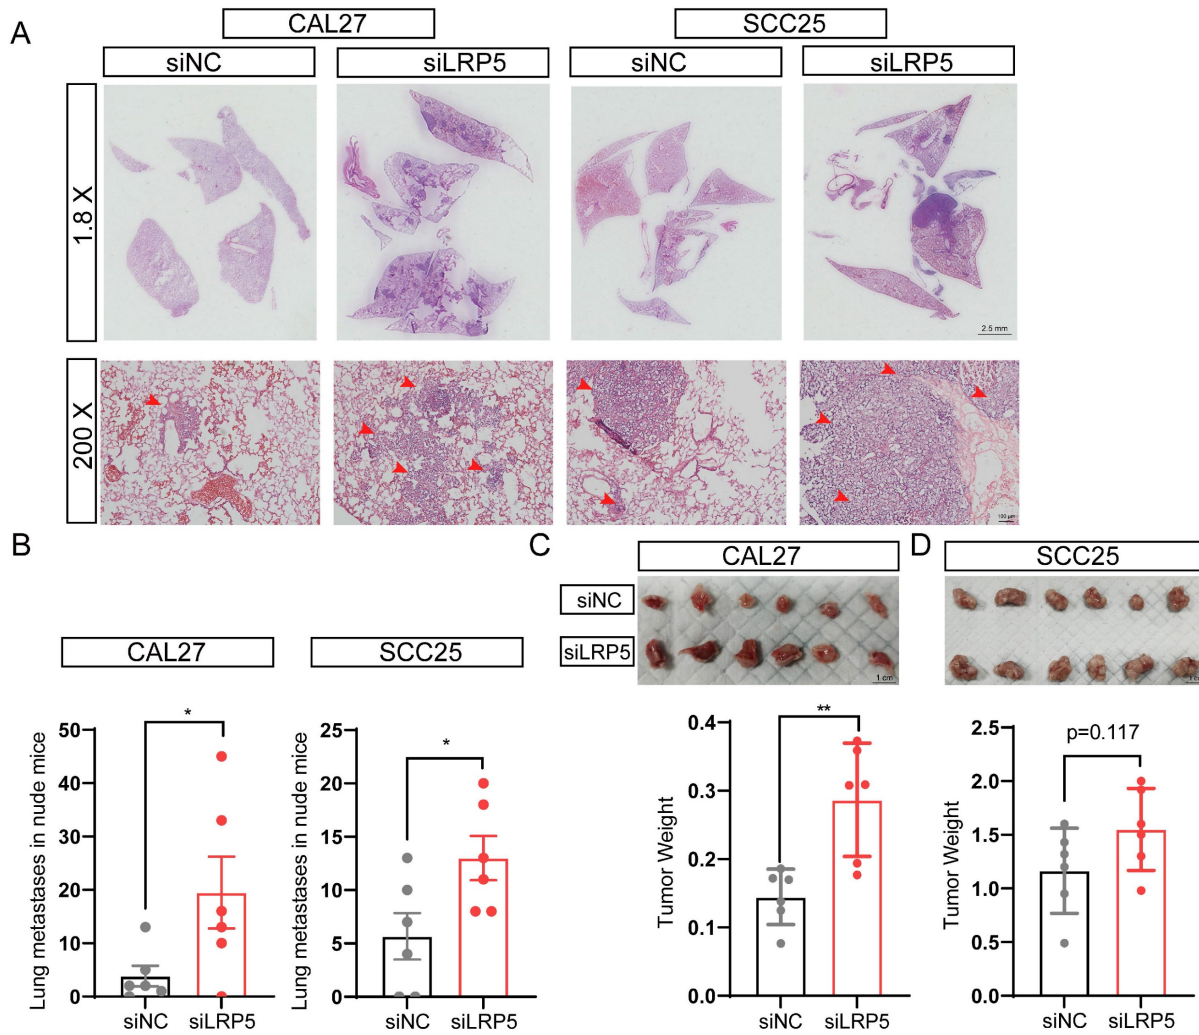 A
CAL27
SCC25
siNC
siLRP5
siNC
siLRP5
1.8 X
2.5 mm
200 X
100 μm
B
CAL27
SCC25
Lung metastases in nude mice
50
40
30
20
10
0
*
siNC
siLRP5
Lung metastases in nude mice
25
20
15
10
5
0
*
siNC
siLRP5
C
CAL27
siNC
siLRP5
1 cm
Tumor Weight
0.4
0.3
0.2
0.1
0.0
**
siNC
siLRP5
D
SCC25
Tumor Weight
2.5
2.0
1.5
1.0
0.5
0.0
p=0.117
siNC
siLRP5